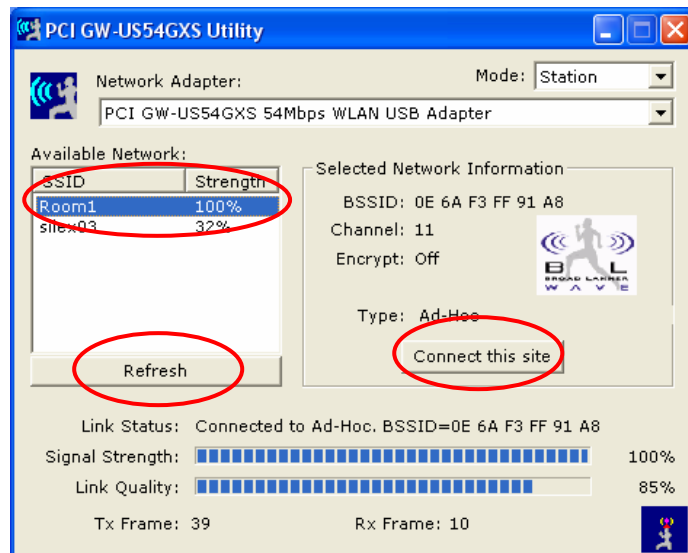 PCI GW-US54GXS Utility
Network Adapter:
Mode: Station
PCI GW-US54GXS 54Mbps WLAN USB Adapter
Available Network:
SSID Strength
Room1 100%
silex03 32%
Refresh
Selected Network Information
BSSID: 0E 6A F3 FF 91 A8
Channel: 11
Encrypt: Off
B L
BROAD LANNER
WAVE
Type: Ad-Hoc
Connect this site
Link Status: Connected to Ad-Hoc. BSSID=0E 6A F3 FF 91 A8
Signal Strength: 100%
Link Quality: 85%
Tx Frame: 39 Rx Frame: 10